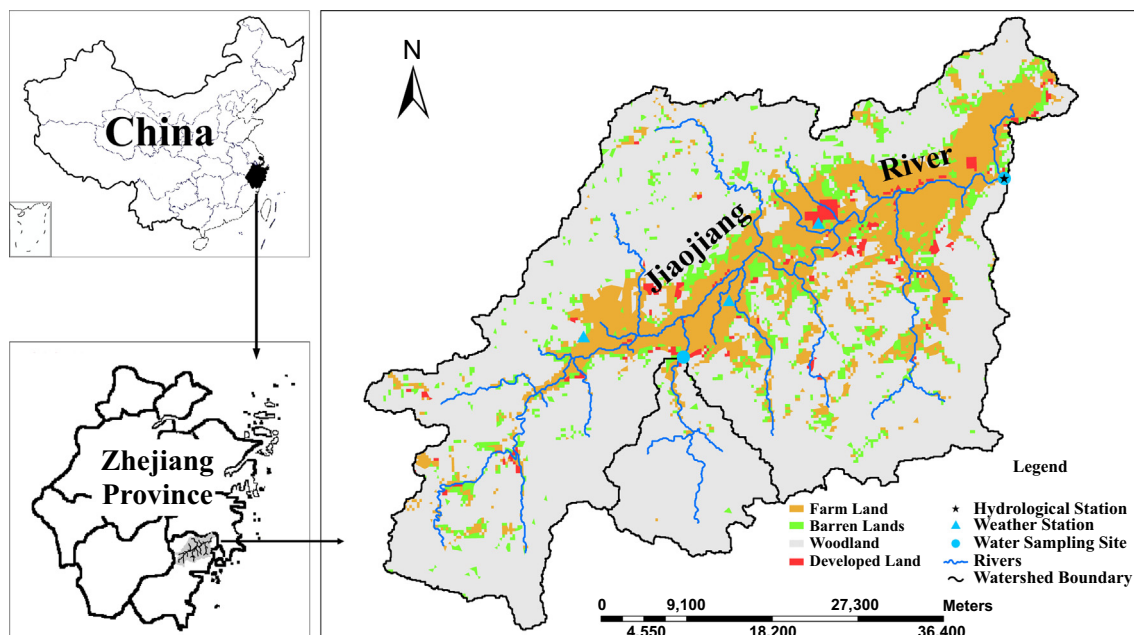 China
Zhejiang
Province
N
Jiaojiang
River
Legend
Farm Land
Barren Lands
Woodland
Developed Land
Hydrological Station
Weather Station
Water Sampling Site
Rivers
Watershed Boundary
0 9,100 27,300 Meters
4,550 18,200 36,400